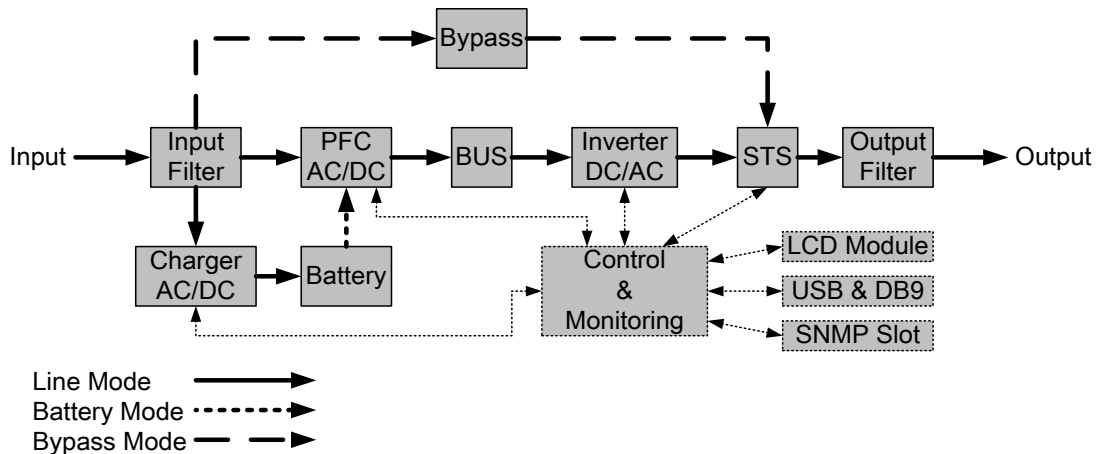 Bypass
Input
Input
Filter
PFC
AC/DC
BUS
Inverter
DC/AC
STS
Output
Filter
Output
Charger
AC/DC
Battery
Control
&
Monitoring
LCD Module
USB & DB9
SNMP Slot
Line Mode
Battery Mode
Bypass Mode